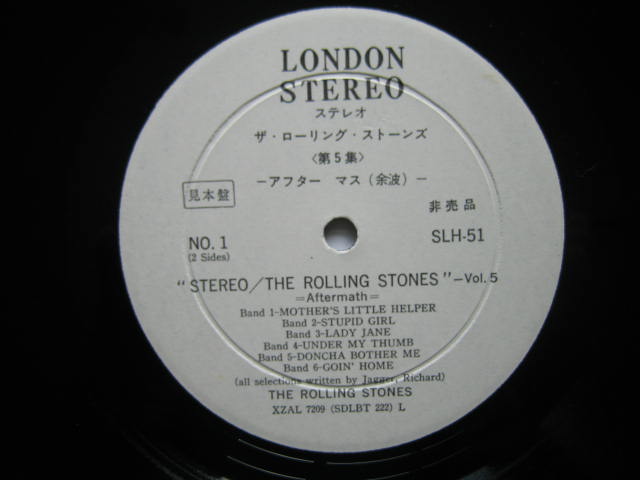 LONDON
STEREO
ステレオ
ザ・ローリング・ストーンズ
〈第5集〉
–アフター マス(余波)–
見本盤
非売品
NO. 1
SLH-51
(2 Sides)
"STEREO/THE ROLLING STONES"–Vol. 5
=Aftermath=
Band 1-MOTHER'S LITTLE HELPER
Band 2-STUPID GIRL
Band 3-LADY JANE
Band 4-UNDER MY THUMB
Band 5-DONCHA BOTHER ME
Band 6-GOIN' HOME
(all selections written by Jagger, Richard)
THE ROLLING STONES
XZAL 7209 (SDLBT 222) L